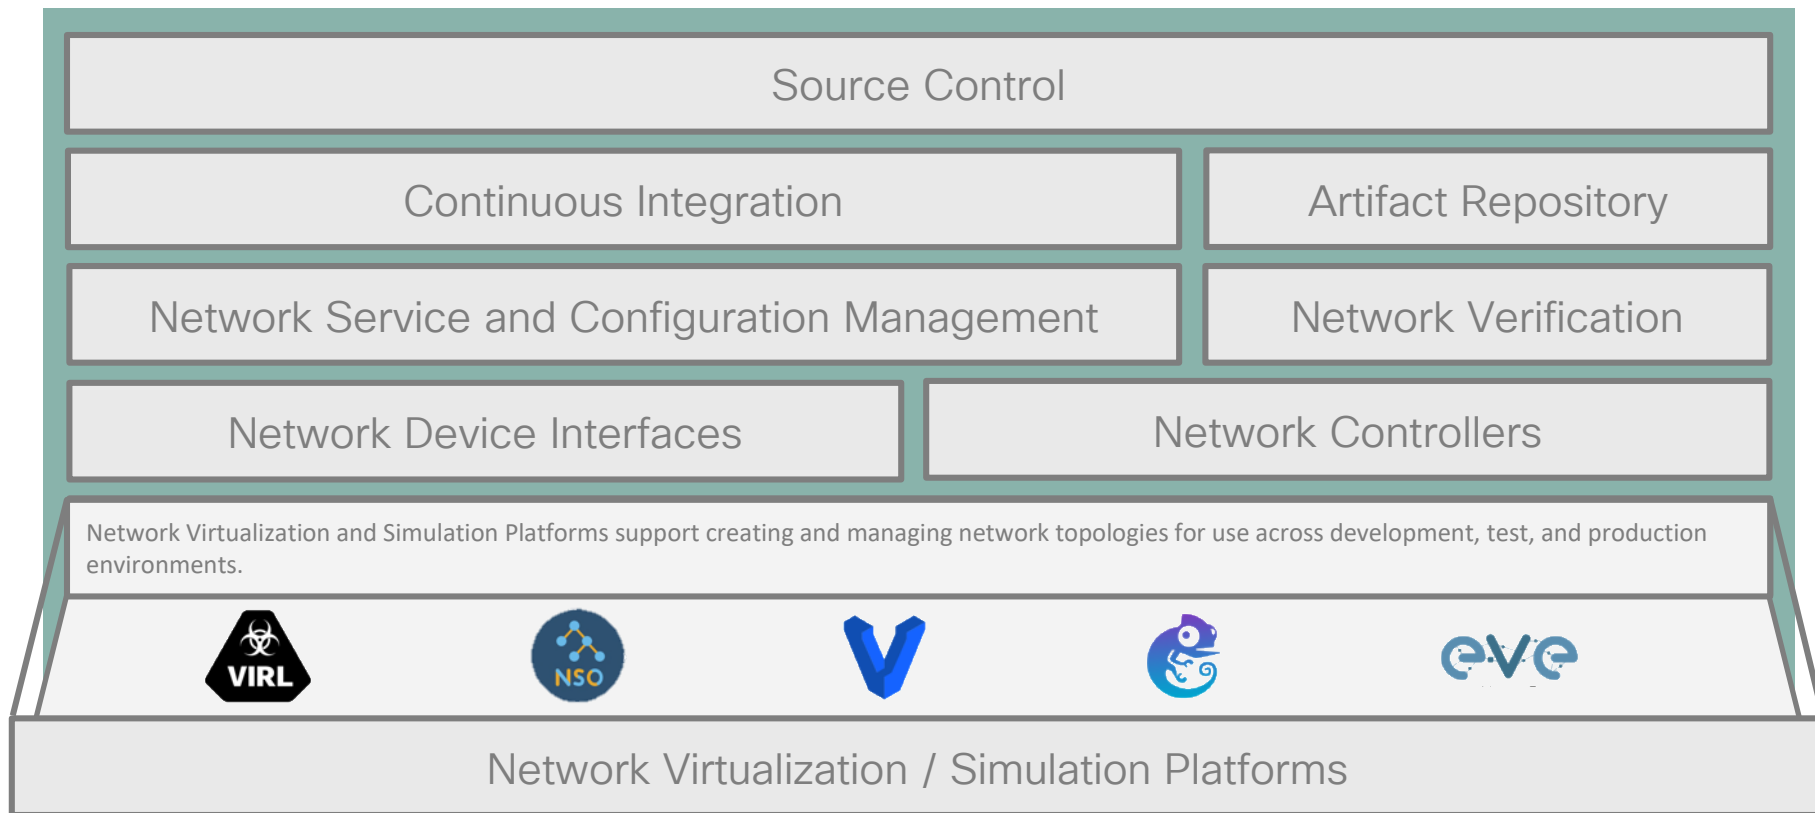 Source Control
Continuous Integration
Artifact Repository
Network Service and Configuration Management
Network Verification
Network Device Interfaces
Network Controllers
Network Virtualization and Simulation Platforms support creating and managing network topologies for use across development, test, and production
environments.
VIRL
NSO
eve
Network Virtualization / Simulation Platforms